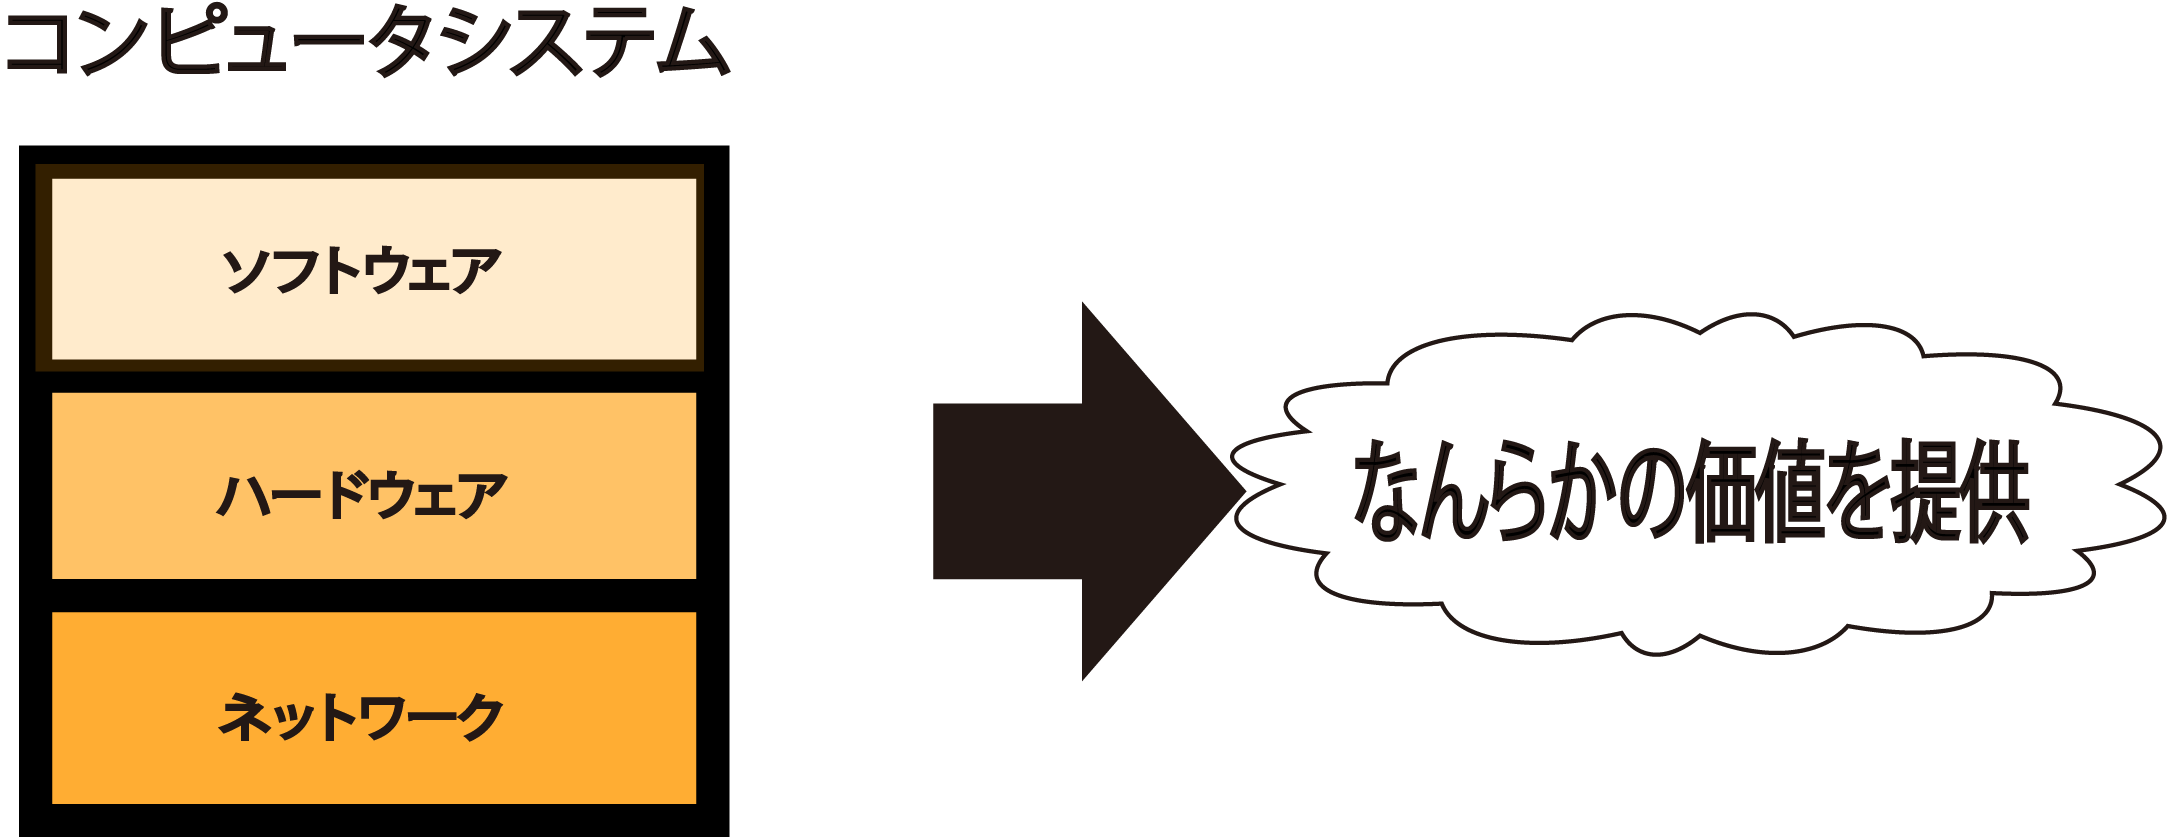 コンピュータシステム
ソフトウェア
ハードウェア
ネットワーク
なんらかの価値を提供